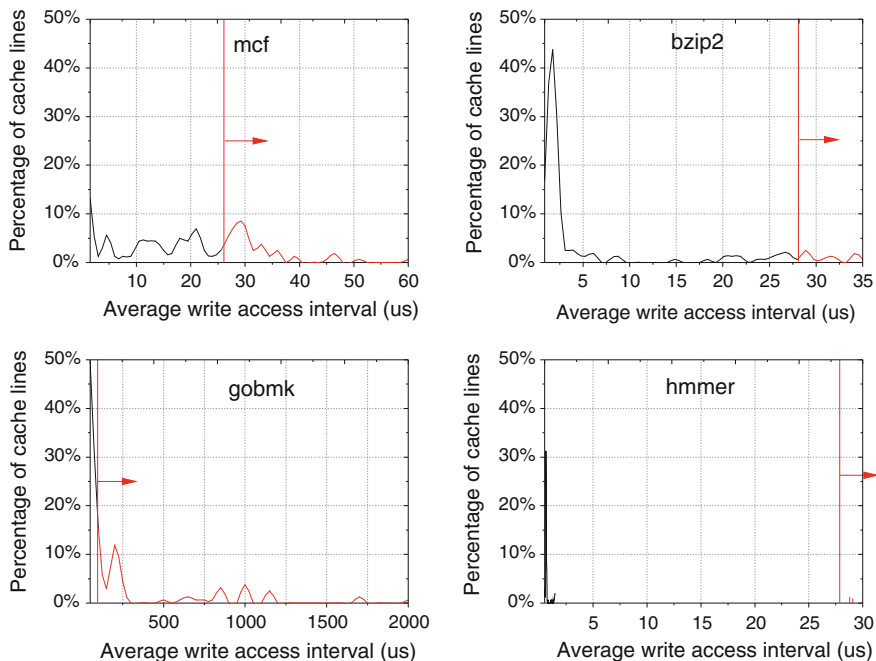 50%
40%
30%
20%
10%
0%
Percentage of cache lines
mcf
10 20 30 40 50 60
Average write access interval (us)
50%
40%
30%
20%
10%
0%
Percentage of cache lines
bzip2
5 10 15 20 25 30 35
Average write access interval (us)
50%
40%
30%
20%
10%
0%
Percentage of cache lines
gobmk
500 1000 1500 2000
Average write access interval (us)
50%
40%
30%
20%
10%
0%
Percentage of cache lines
hmmer
5 10 15 20 25 30
Average write access interval (us)